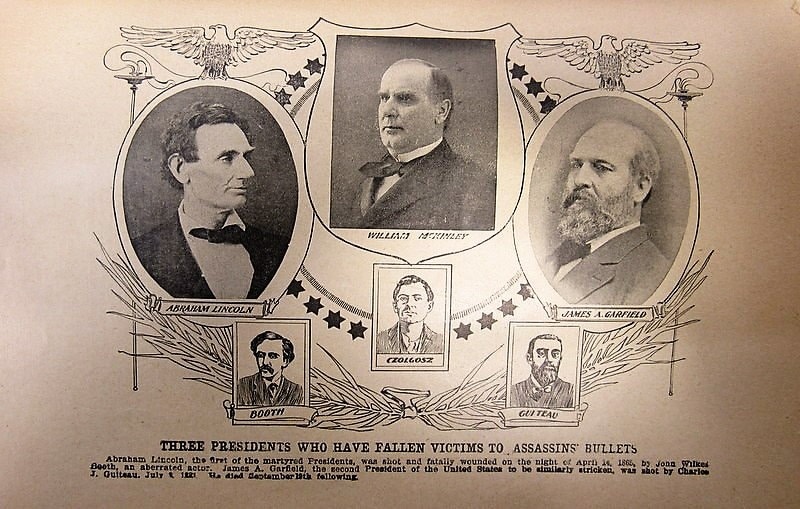 WILLIAM McKINLEY
ABRAHAM LINCOLN
JAMES A. GARFIELD
CZOLGOSZ
BOOTH
GUITEAU
THREE PRESIDENTS WHO HAVE FALLEN VICTIMS TO ASSASSINS' BULLETS
Abraham Lincoln, the first of the martyred Presidents, was shot and fatally wounded on the night of April 14, 1865, by John Wilkes
Booth, an aberrated actor. James A. Garfield, the second President of the United States to be similarly stricken, was shot by Charles
J. Guiteau, July 2, 1881. He died September 19th following.